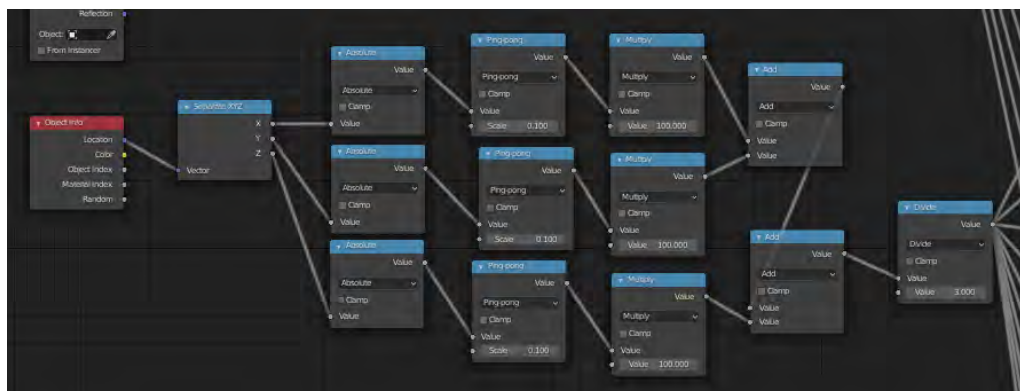 Reflection
Object:
From Instancer
Object Info
Location
Color
Object Index
Material Index
Random
Separate XYZ
X
Y
Z
Vector
Absolute
Value
Absolute
Clamp
Value
Absolute
Value
Absolute
Clamp
Value
Absolute
Value
Absolute
Clamp
Value
Ping-pong
Value
Ping-pong
Clamp
Value
Scale 0.100
Ping-pong
Value
Ping-pong
Clamp
Value
Scale 0.100
Ping-pong
Value
Ping-pong
Clamp
Value
Scale 0.100
Multiply
Value
Multiply
Clamp
Value
Value 100.000
Multiply
Value
Multiply
Clamp
Value
Value 100.000
Multiply
Value
Multiply
Clamp
Value
Value 100.000
Add
Value
Add
Clamp
Value
Value
Add
Value
Add
Clamp
Value
Value
Divide
Value
Divide
Clamp
Value
Value 3.000